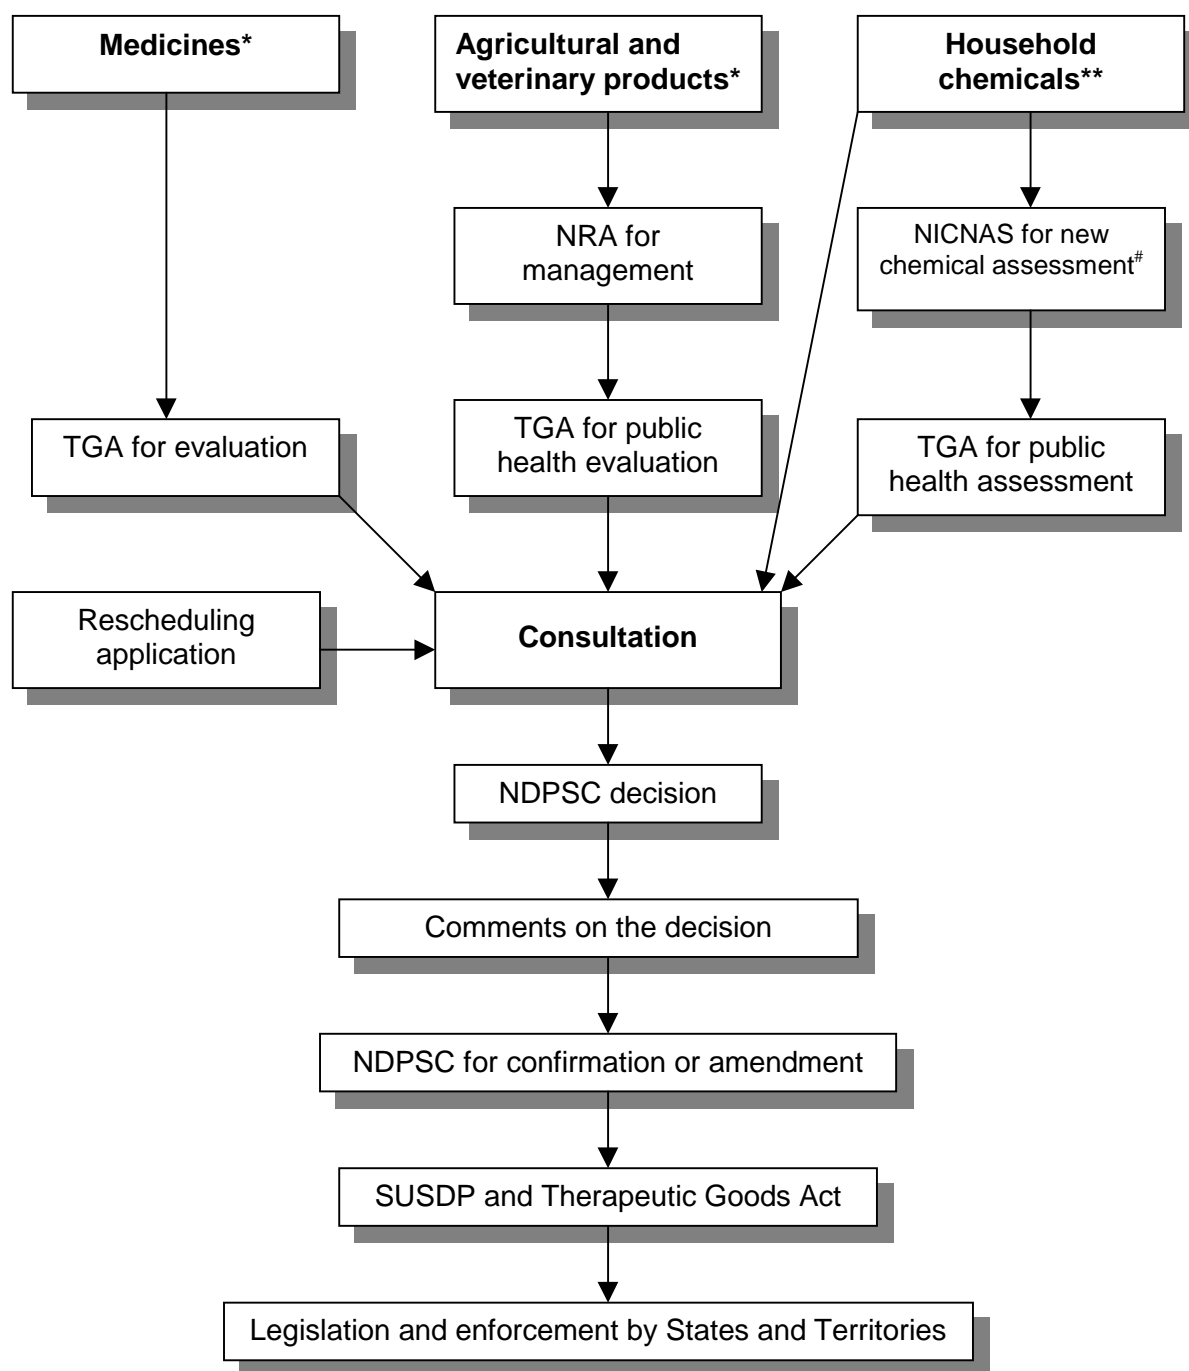 Medicines*
Agricultural and
veterinary products*
Household
chemicals**
NRA for
management
NICNAS for new
chemical assessment#
TGA for evaluation
TGA for public
health evaluation
TGA for public
health assessment
Rescheduling
application
Consultation
NDPSC decision
Comments on the decision
NDPSC for confirmation or amendment
SUSDP and Therapeutic Goods Act
Legislation and enforcement by States and Territories